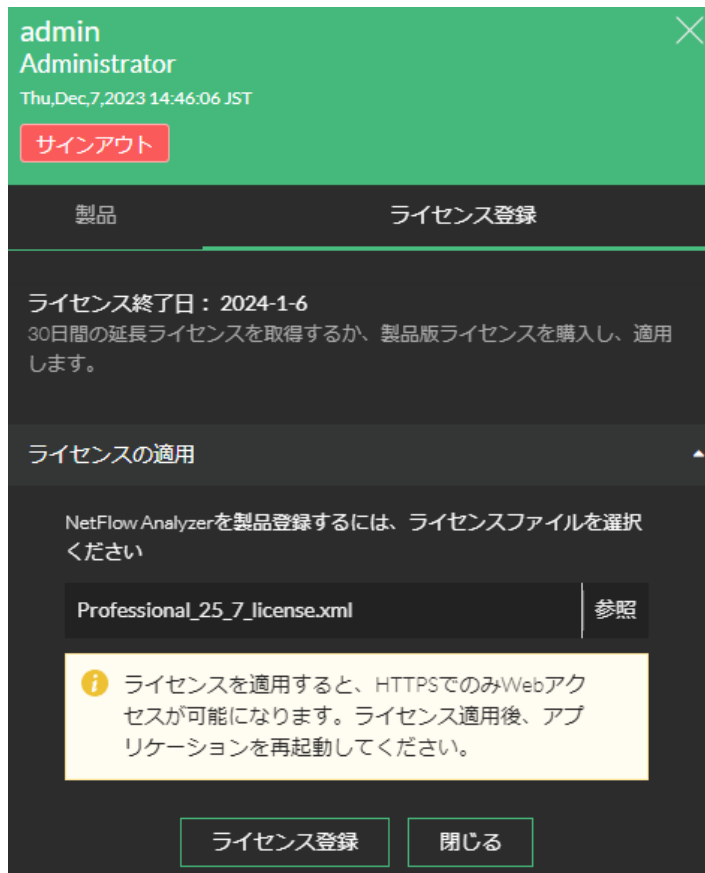 admin
Administrator
Thu,Dec,7,2023 14:46:06 JST
サインアウト
製品
ライセンス登録
ライセンス終了日： 2024-1-6
30日間の延長ライセンスを取得するか、製品版ライセンスを購入し、適用
します。
ライセンスの適用
NetFlow Analyzerを製品登録するには、ライセンスファイルを選択
ください
Professional_25_7_license.xml
参照
ライセンスを適用すると、HTTPSでのみWebアク
セスが可能になります。ライセンス適用後、アプ
リケーションを再起動してください。
ライセンス登録
閉じる